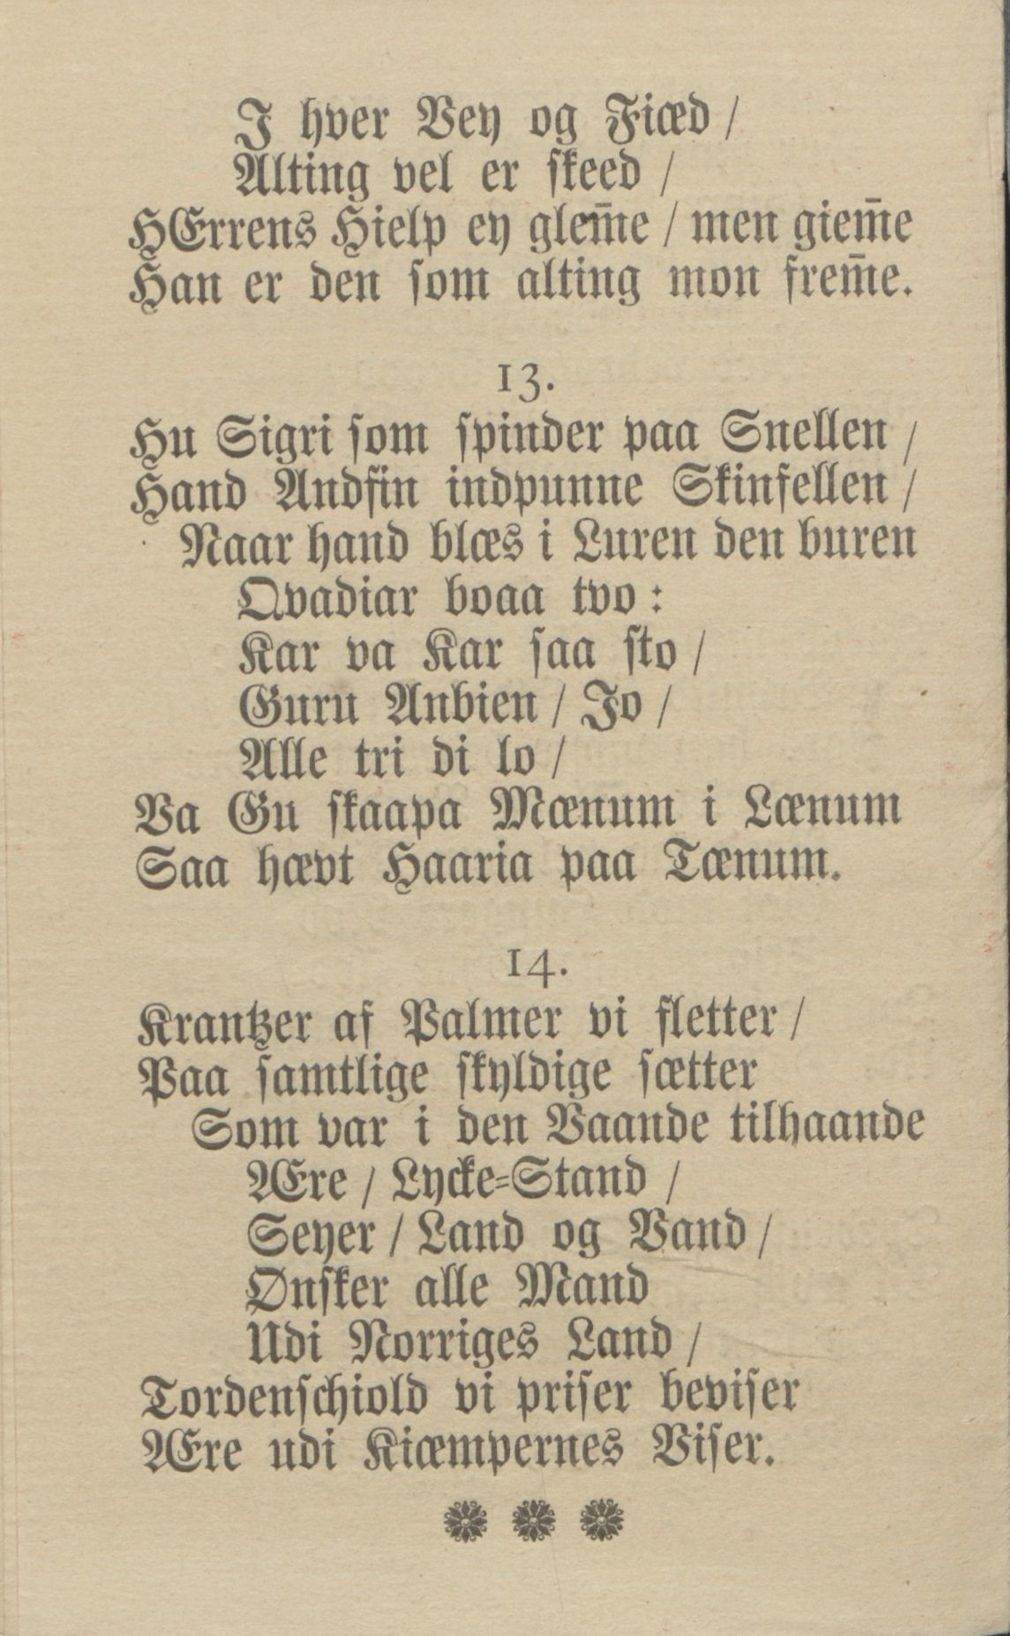 I hver Vey og Fiæd /
Alting vel er skeed /
HErrens Hielp ey glem̄e / men giem̄e
Han er den som alting mon frem̄e.
13.
Hu Sigri som spinder paa Snellen /
Hand Andfin indpunne Skinfellen /
Naar hand blæs i Luren den buren
Qvadiar boaa tvo :
Kar va Kar saa sto /
Guru Anbien / Jo /
Alle tri di lo /
Va Gu skaapa Mænum i Lænum
Saa hævt Haaria paa Tænum.
14.
Krantzer af Palmer vi fletter /
Paa samtlige skyldige sætter
Som var i den Vaande tilhaande
Ære / Lycke-Stand /
Seyer / Land og Vand /
Ønsker alle Mand
Udi Norriges Land /
Tordenschiold vi priser beviser
Ære udi Kiæmpernes Viser.